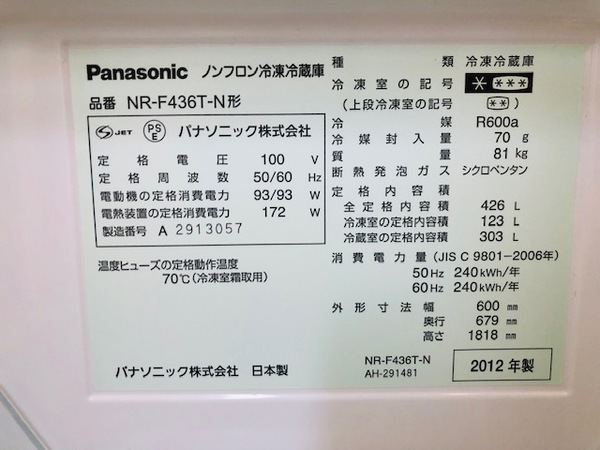 Panasonic ノンフロン冷凍冷蔵庫
品番 NR-F436T-N形
JET PSE パナソニック株式会社
定格電圧 100 V
定格周波数 50/60 Hz
電動機の定格消費電力 93/93 W
電熱装置の定格消費電力 172 W
製造番号 A 2913057
温度ヒューズの定格動作温度
70℃(冷凍室霜取用)
パナソニック株式会社 日本製
種類 冷凍冷蔵庫
冷凍室の記号 * ***
(上段冷凍室の記号 ** )
冷媒 R600a
冷媒封入量 70 g
質量 81 kg
断熱発泡ガス シクロペンタン
定格内容積
全定格内容積 426 L
冷凍室の定格内容積 123 L
冷蔵室の定格内容積 303 L
消費電力量(JIS C 9801-2006年)
50Hz 240 kWh/年
60Hz 240 kWh/年
外形寸法 幅 600 mm
奥行 679 mm
高さ 1818 mm
NR-F436T-N
AH-291481
2012年製